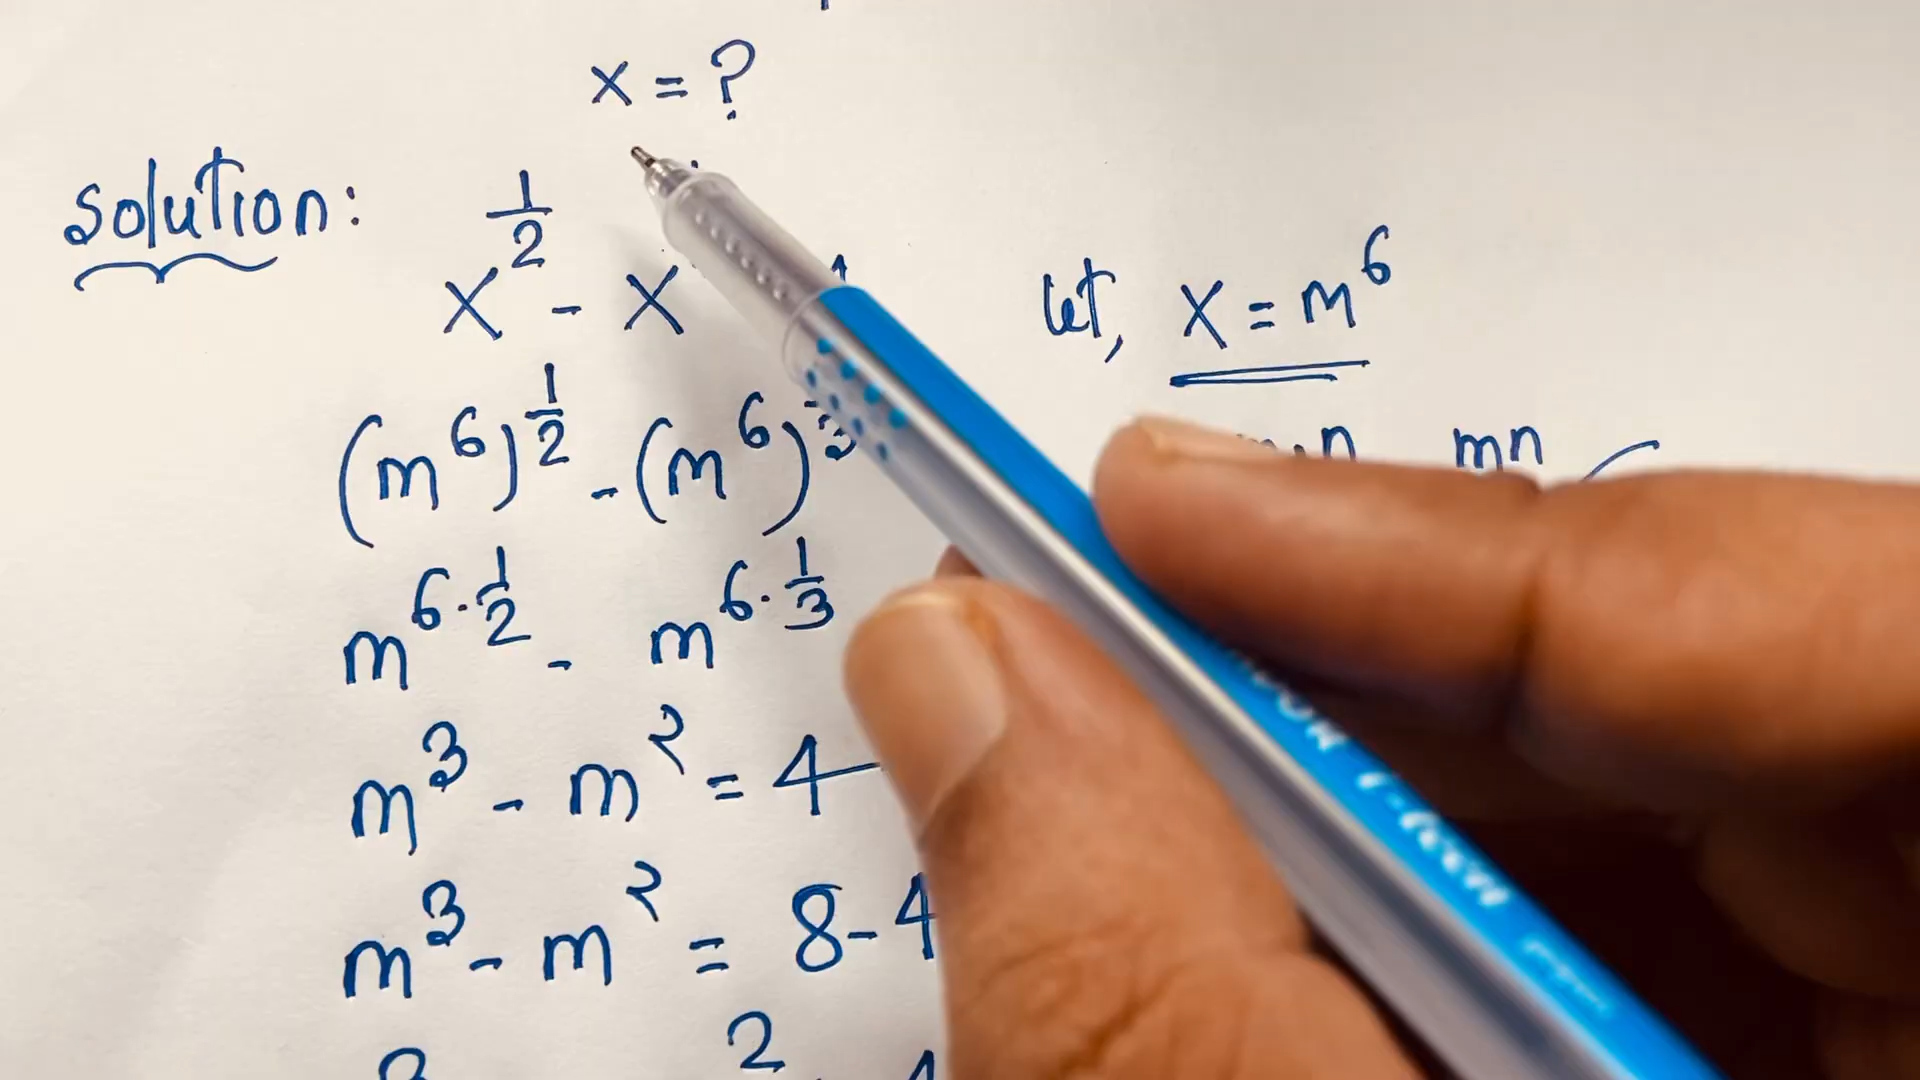 x = ?
Solution:
x^(1/2) - x
let, x = m^6
(m^6)^(1/2) - (m^6)
mn
m^(6·1/2) - m^(6·1/3)
m^3 - m^2 = 4
m^3 - m^2 = 8-4
2